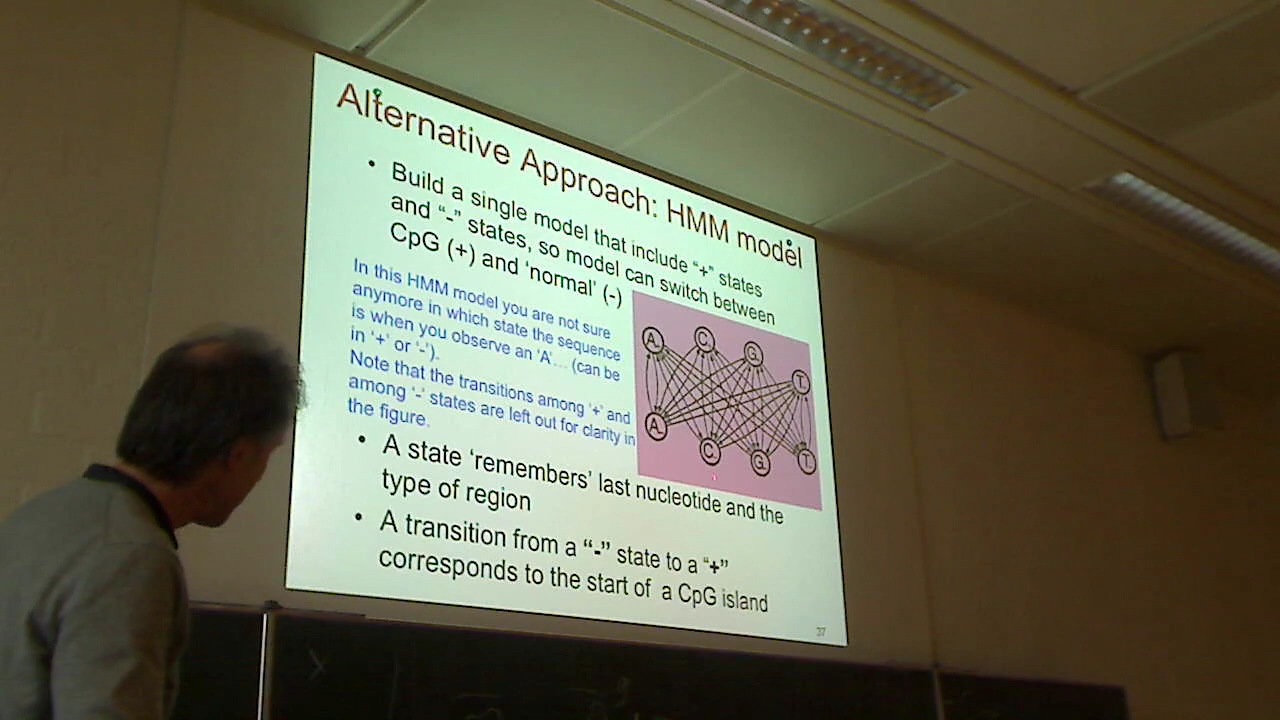 Alternative Approach: HMM model
• Build a single model that include "+" states
and "-" states, so model can switch between
CpG (+) and 'normal' (-)
In this HMM model you are not sure
anymore in which state the sequence
is when you observe an 'A'… (can be
in '+' or '-').
Note that the transitions among '+' and
among '-' states are left out for clarity in
the figure.
A. C. G. T.
A. C. G. T.
• A state 'remembers' last nucleotide and the
type of region
• A transition from a "-" state to a "+"
corresponds to the start of a CpG island
37